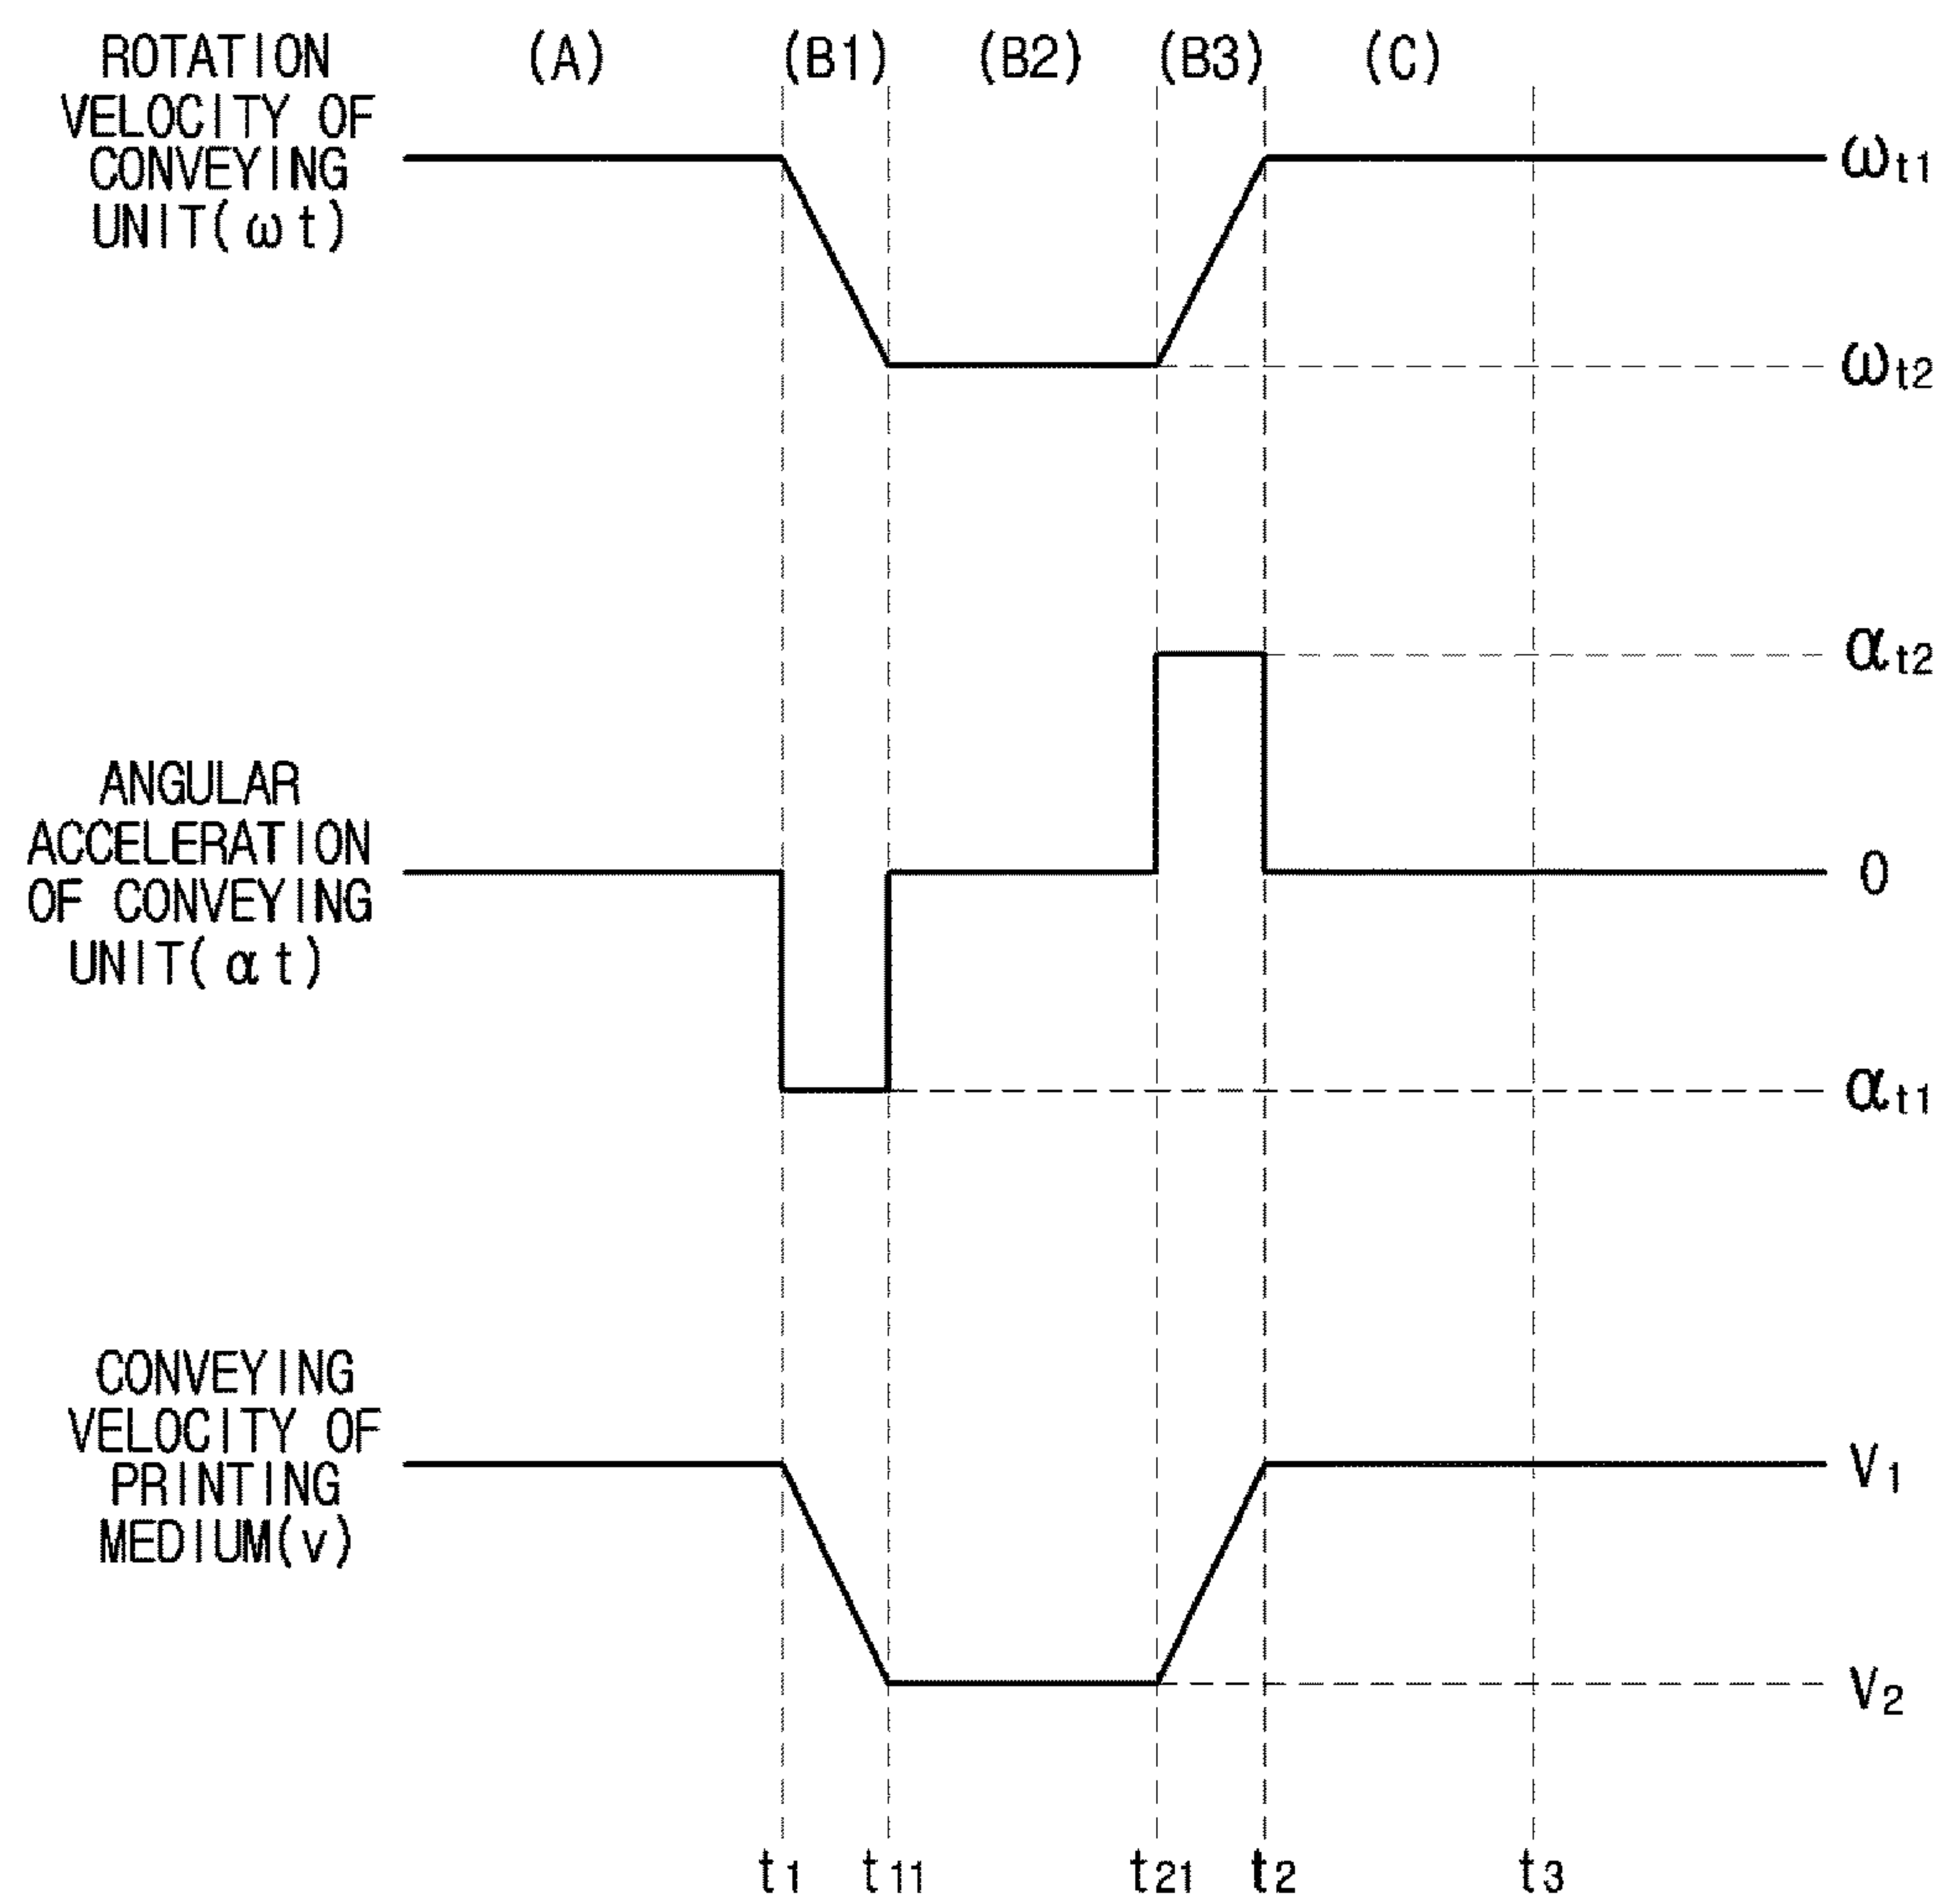 (A) (B1) (B2) (B3) (C)
ROTATION
VELOCITY OF
CONVEYING
UNIT(ωt)
ωt1
ωt2
αt2
ANGULAR
ACCELERATION
OF CONVEYING
UNIT(αt)
0
αt1
CONVEYING
VELOCITY OF
PRINTING
MEDIUM(v)
V1
V2
t1 t11 t21 t2 t3